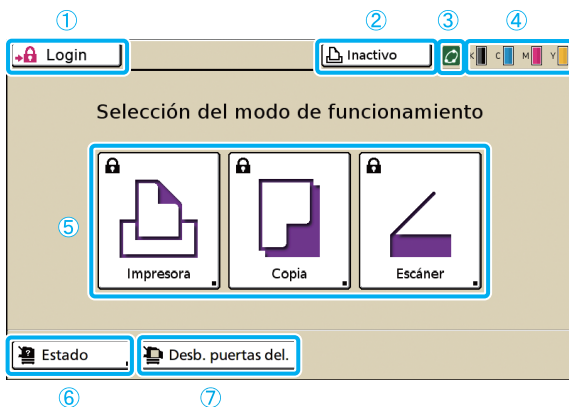 ① ② ③ ④
Login Inactivo K C M Y
Selección del modo de funcionamiento
⑤
Impresora Copia Escáner
Estado Desb. puertas del.
⑥ ⑦